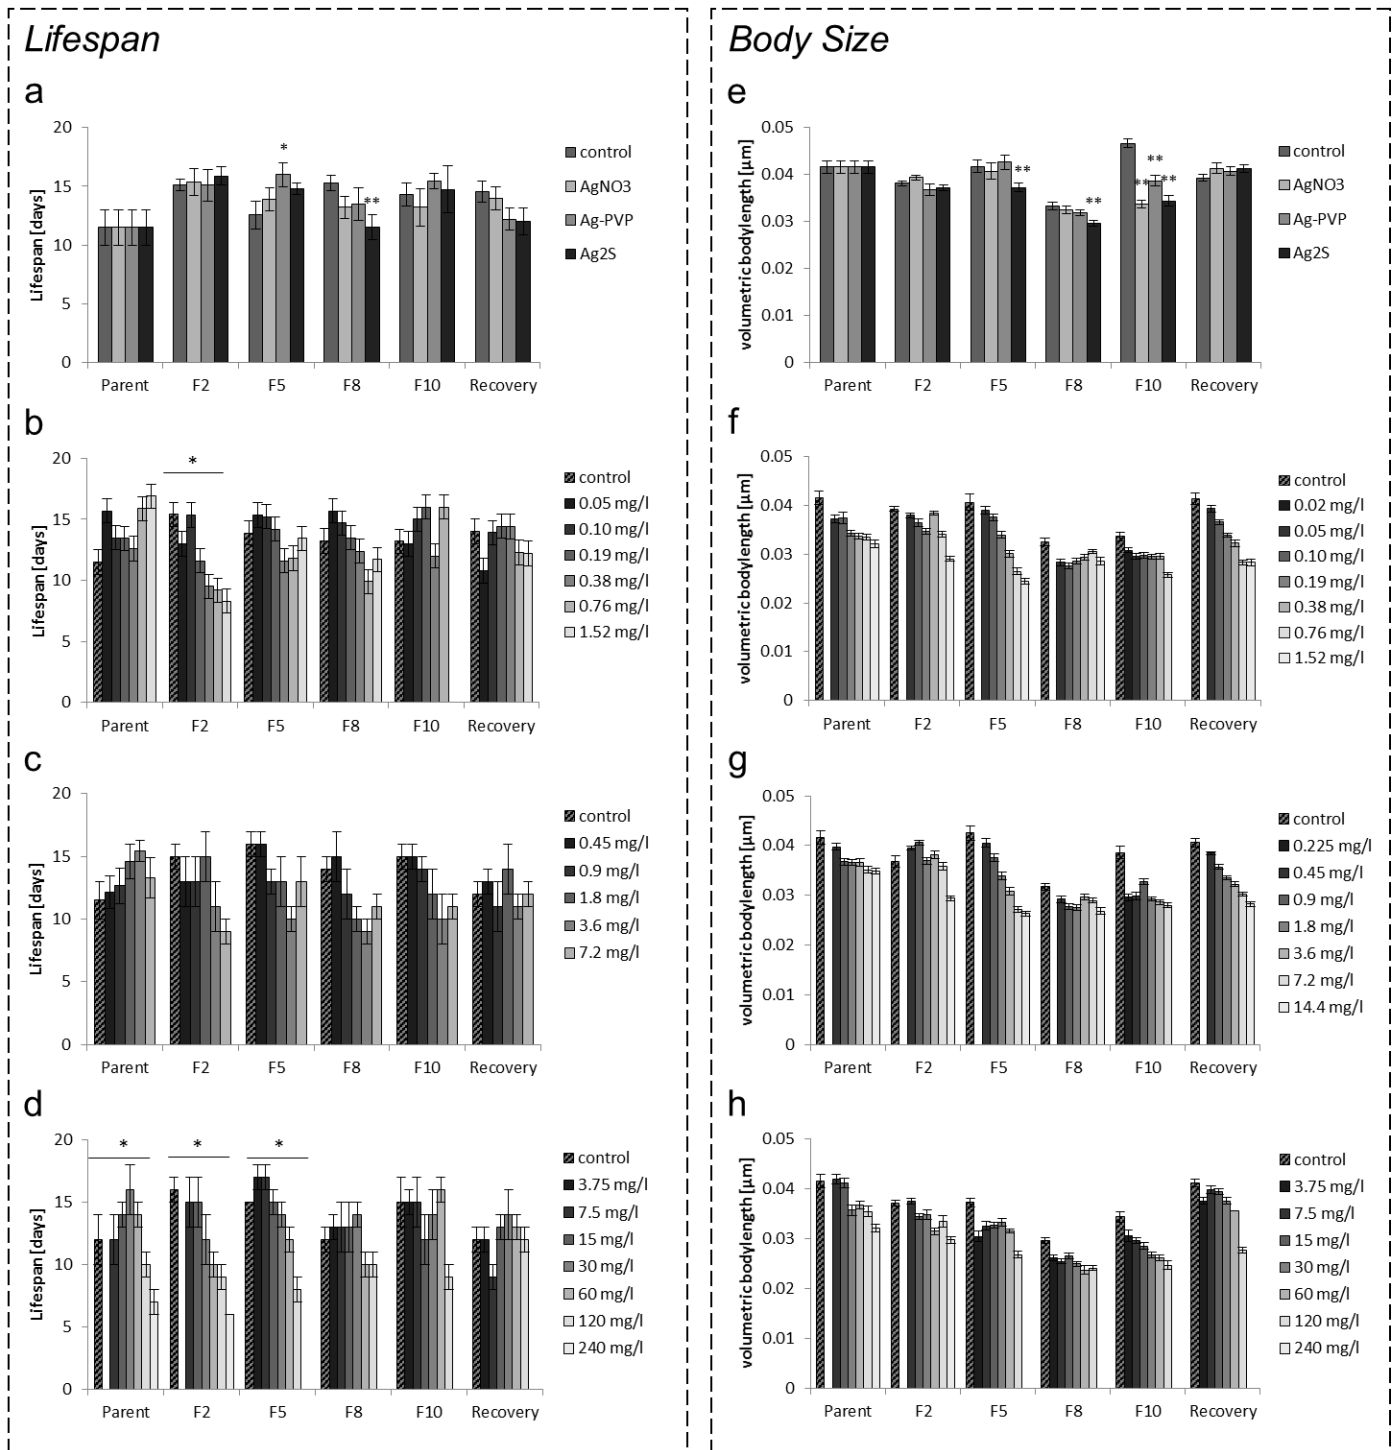 Lifespan
a
20
15
10
5
0
Lifespan [days]
*
**
Parent F2 F5 F8 F10 Recovery
control
AgNO3
Ag-PVP
Ag2S
b
20
15
10
5
0
Lifespan [days]
*
Parent F2 F5 F8 F10 Recovery
control
0.05 mg/l
0.10 mg/l
0.19 mg/l
0.38 mg/l
0.76 mg/l
1.52 mg/l
c
20
15
10
5
0
Lifespan [days]
Parent F2 F5 F8 F10 Recovery
control
0.45 mg/l
0.9 mg/l
1.8 mg/l
3.6 mg/l
7.2 mg/l
d
20
15
10
5
0
Lifespan [days]
* * *
Parent F2 F5 F8 F10 Recovery
control
3.75 mg/l
7.5 mg/l
15 mg/l
30 mg/l
60 mg/l
120 mg/l
240 mg/l
Body Size
e
0.05
0.04
0.03
0.02
0.01
0
volumetric bodylength [µm]
**
**
**
**
**
Parent F2 F5 F8 F10 Recovery
control
AgNO3
Ag-PVP
Ag2S
f
0.05
0.04
0.03
0.02
0.01
0
volumetric bodylength [µm]
Parent F2 F5 F8 F10 Recovery
control
0.02 mg/l
0.05 mg/l
0.10 mg/l
0.19 mg/l
0.38 mg/l
0.76 mg/l
1.52 mg/l
g
0.05
0.04
0.03
0.02
0.01
0
volumetric bodylength [µm]
Parent F2 F5 F8 F10 Recovery
control
0.225 mg/l
0.45 mg/l
0.9 mg/l
1.8 mg/l
3.6 mg/l
7.2 mg/l
14.4 mg/l
h
0.05
0.04
0.03
0.02
0.01
0
volumetric bodylength [µm]
Parent F2 F5 F8 F10 Recovery
control
3.75 mg/l
7.5 mg/l
15 mg/l
30 mg/l
60 mg/l
120 mg/l
240 mg/l